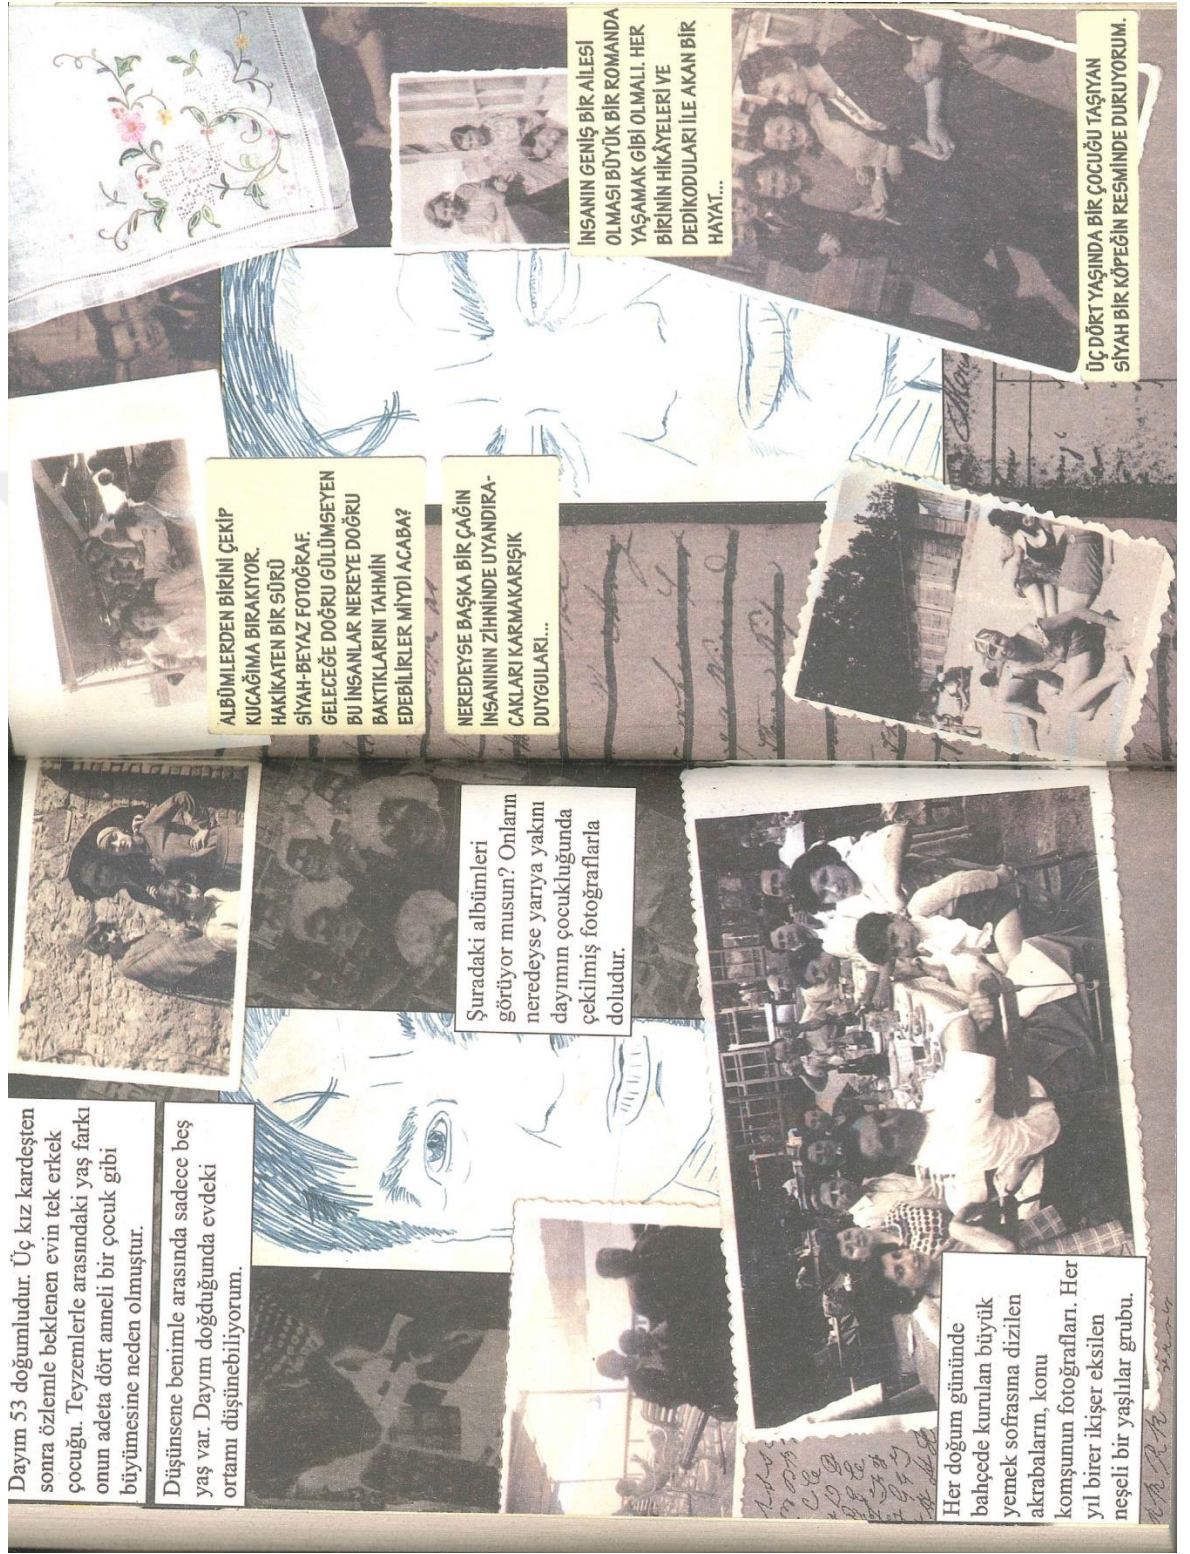 Dayım 53 doğumludur. Üç kız kardeşten
sonra özlemle beklenen evin tek erkek
çocuğu. Teyzemlerle arasındaki yaş farkı
onun adeta dört anneli bir çocuk gibi
büyümesine neden olmuştur.
Düşünsene benimle arasında sadece beş
yaş var. Dayım doğduğunda evdeki
ortamı düşünebiliyorum.
Şuradaki albümleri
görüyor musun? Onların
neredeyse yarıya yakını
dayımın çocukluğunda
çekilmiş fotoğraflarla
doludur.
Her doğum gününde
bahçede kurulan büyük
yemek sofrasına dizilen
akrabaların, konu
komşunun fotoğrafları. Her
yıl birer ikişer eksilen
neşeli bir yaşlılar grubu.
ALBÜMLERDEN BİRİNİ ÇEKİP
KUCAĞIMA BIRAKIYOR.
HAKİKATEN BİR SÜRÜ
SİYAH-BEYAZ FOTOĞRAF.
GELECEĞE DOĞRU GÜLÜMSEYEN
BU İNSANLAR NEREYE DOĞRU
BAKTIKLARINI TAHMİN
EDEBİLİRLER MİYDİ ACABA?
NEREDEYSE BAŞKA BİR ÇAĞIN
İNSANININ ZİHNİNDE UYANDIRA-
CAKLARI KARMAKARIŞIK
DUYGULARI...
İNSANIN GENİŞ BİR AİLESİ
OLMASI BÜYÜK BİR ROMANDA
YAŞAMAK GİBİ OLMALI. HER
BİRİNİN HİKÂYELERİ VE
DEDİKODULARI İLE AKAN BİR
HAYAT...
ÜÇ DÖRT YAŞINDA BİR ÇOCUĞU TAŞIYAN
SİYAH BİR KÖPEĞİN RESMİNDE DURUYORUM.